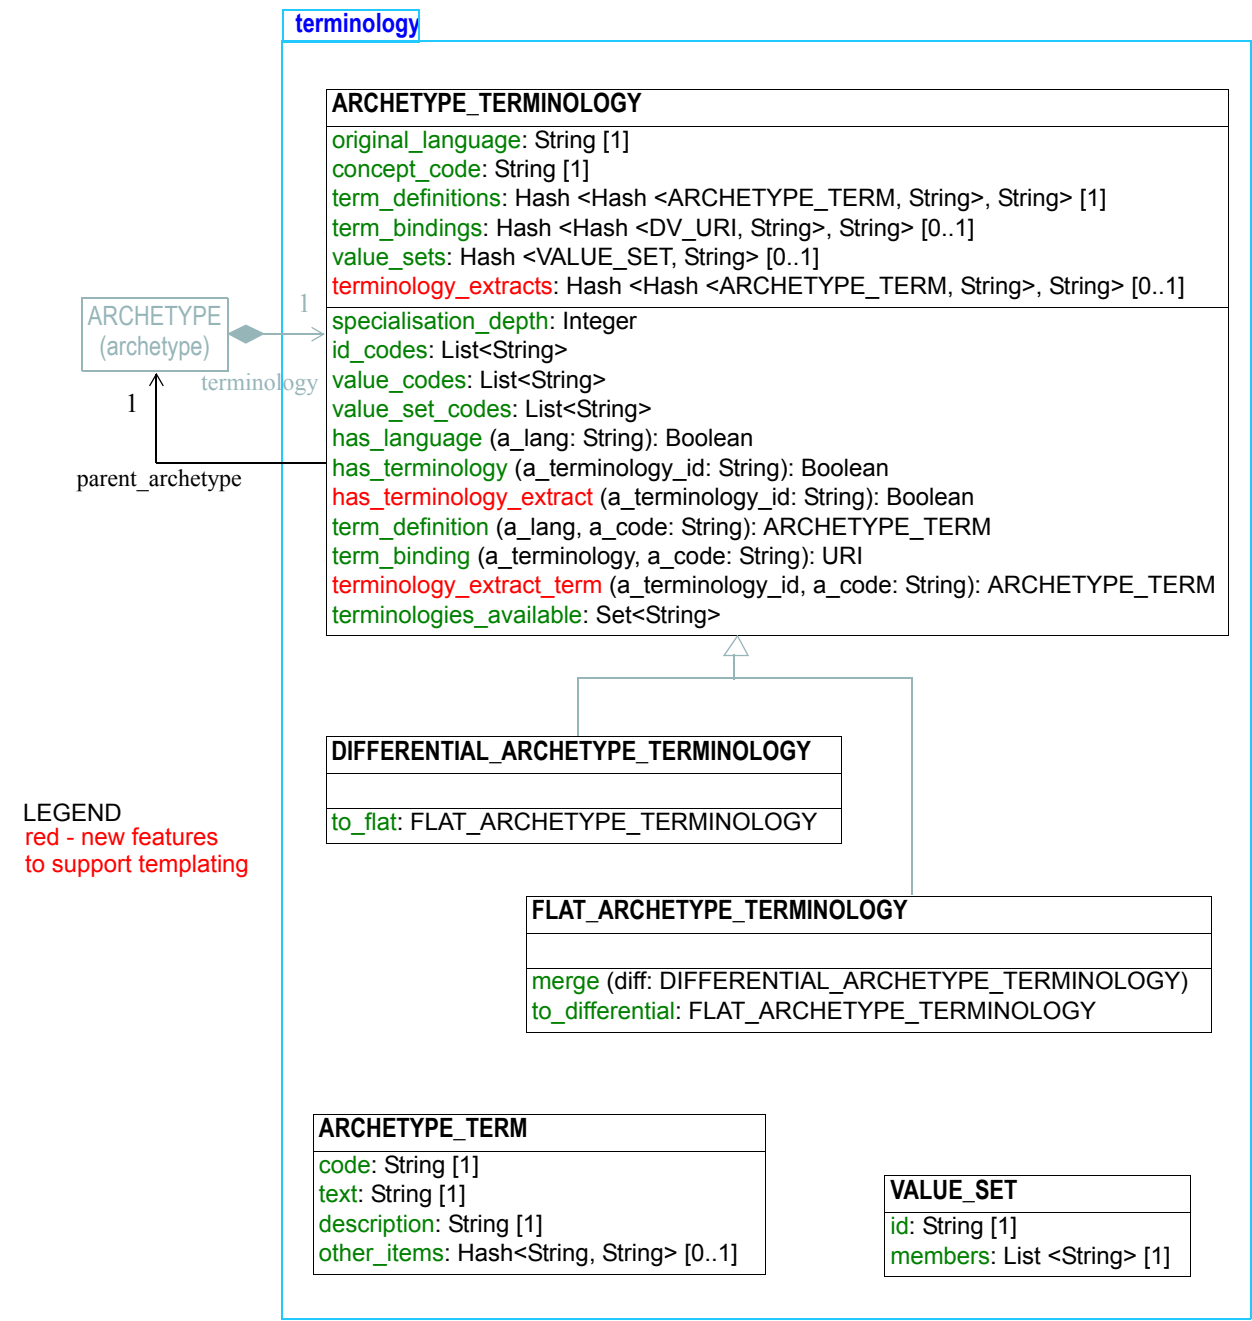 terminology
ARCHETYPE_TERMINOLOGY
original_language: String [1]
concept_code: String [1]
term_definitions: Hash <Hash <ARCHETYPE_TERM, String>, String> [1]
term_bindings: Hash <Hash <DV_URI, String>, String> [0..1]
value_sets: Hash <VALUE_SET, String> [0..1]
terminology_extracts: Hash <Hash <ARCHETYPE_TERM, String>, String> [0..1]
specialisation_depth: Integer
id_codes: List<String>
value_codes: List<String>
value_set_codes: List<String>
has_language (a_lang: String): Boolean
has_terminology (a_terminology_id: String): Boolean
has_terminology_extract (a_terminology_id: String): Boolean
term_definition (a_lang, a_code: String): ARCHETYPE_TERM
term_binding (a_terminology, a_code: String): URI
terminology_extract_term (a_terminology_id, a_code: String): ARCHETYPE_TERM
terminologies_available: Set<String>
ARCHETYPE
(archetype)
1
terminology
1
parent_archetype
DIFFERENTIAL_ARCHETYPE_TERMINOLOGY
to_flat: FLAT_ARCHETYPE_TERMINOLOGY
LEGEND
red - new features
to support templating
FLAT_ARCHETYPE_TERMINOLOGY
merge (diff: DIFFERENTIAL_ARCHETYPE_TERMINOLOGY)
to_differential: FLAT_ARCHETYPE_TERMINOLOGY
ARCHETYPE_TERM
code: String [1]
text: String [1]
description: String [1]
other_items: Hash<String, String> [0..1]
VALUE_SET
id: String [1]
members: List <String> [1]